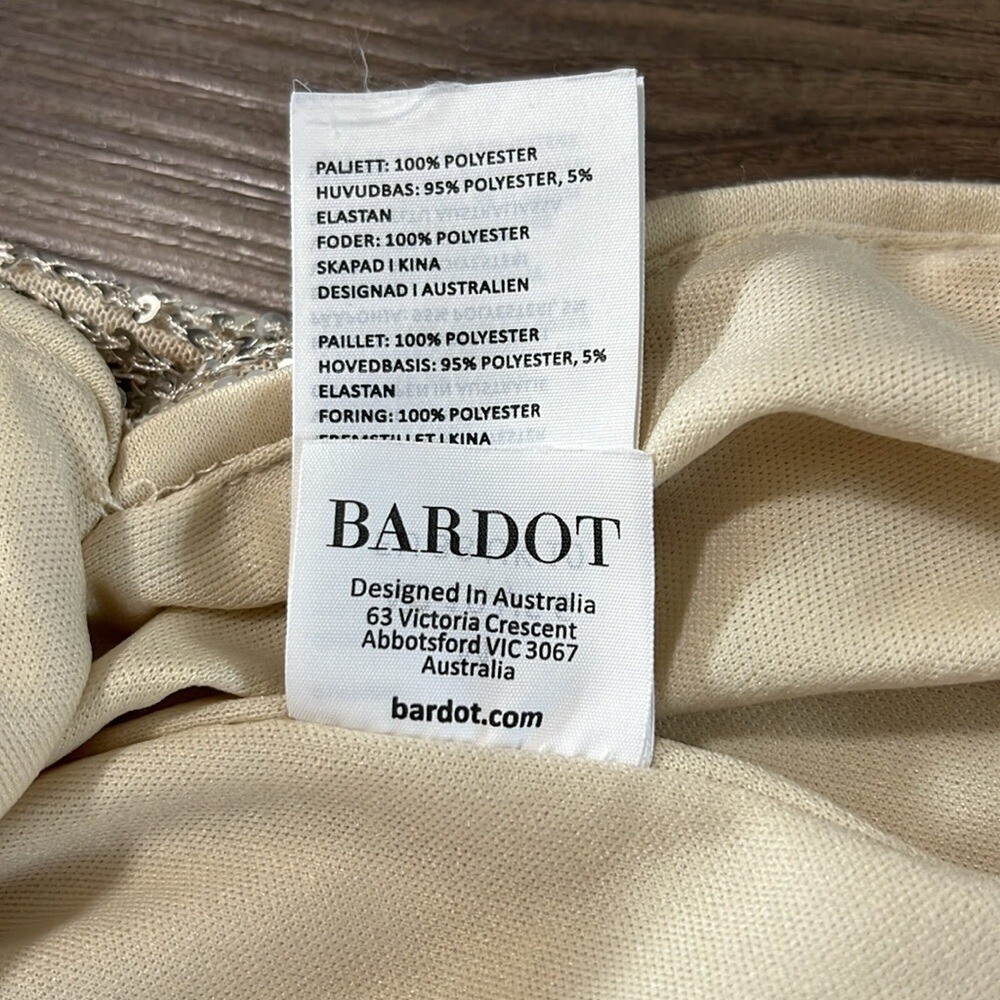 PALJETT: 100% POLYESTER
HUVUDBAS: 95% POLYESTER, 5%
ELASTAN
FODER: 100% POLYESTER
SKAPAD I KINA
DESIGNAD I AUSTRALIEN
PAILLET: 100% POLYESTER
HOVEDBASIS: 95% POLYESTER, 5%
ELASTAN
FORING: 100% POLYESTER
FREMSTILLET I KINA
BARDOT
Designed In Australia
63 Victoria Crescent
Abbotsford VIC 3067
Australia
bardot.com